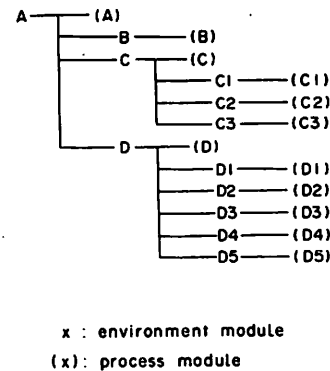 A (A)
B (B)
C (C)
C1 (C1)
C2 (C2)
C3 (C3)
D (D)
D1 (D1)
D2 (D2)
D3 (D3)
D4 (D4)
D5 (D5)
x : environment module
(x): process module